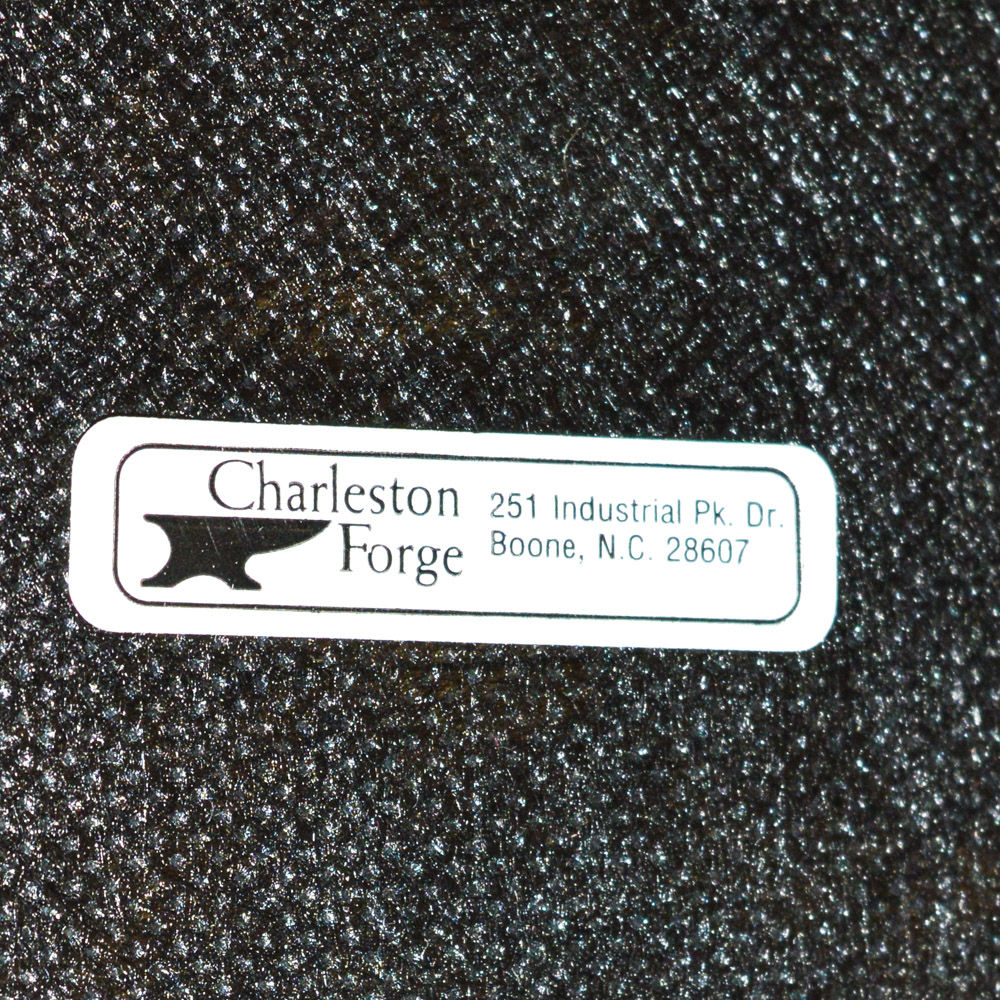 Charleston
Forge
251 Industrial Pk. Dr.
Boone, N.C. 28607